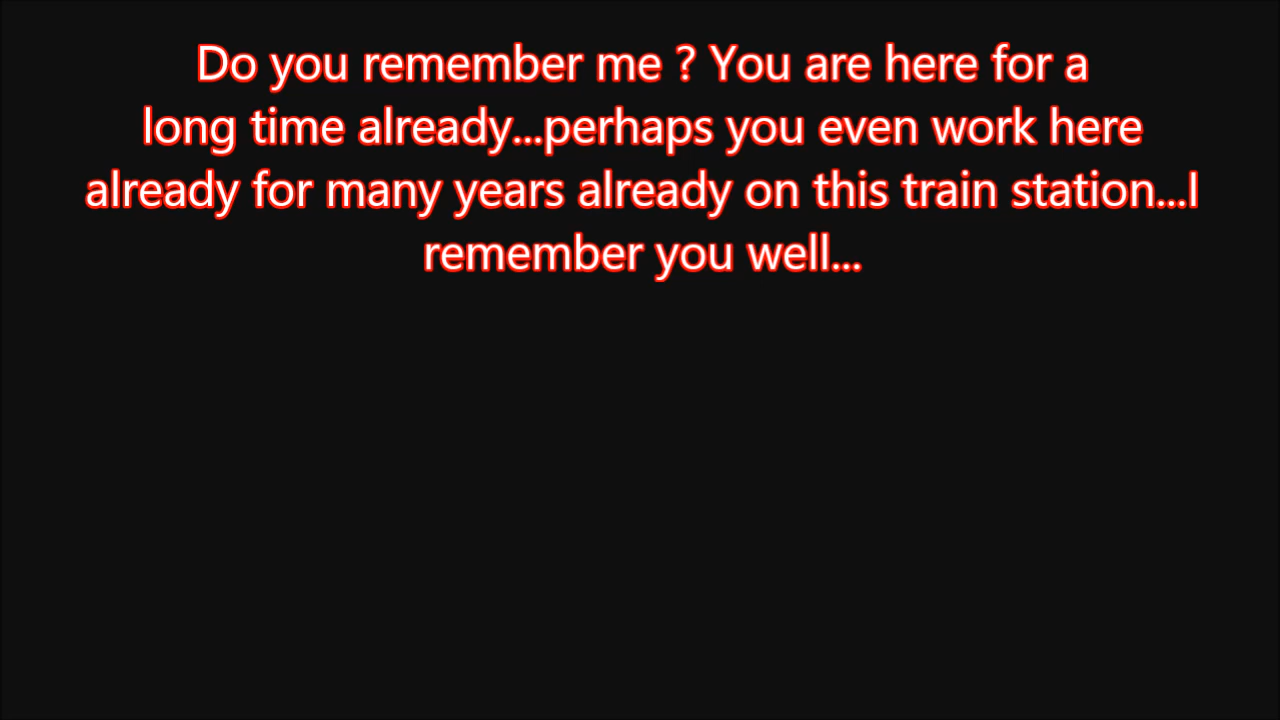 Do you remember me ? You are here for a
long time already...perhaps you even work here
already for many years already on this train station...I
remember you well...